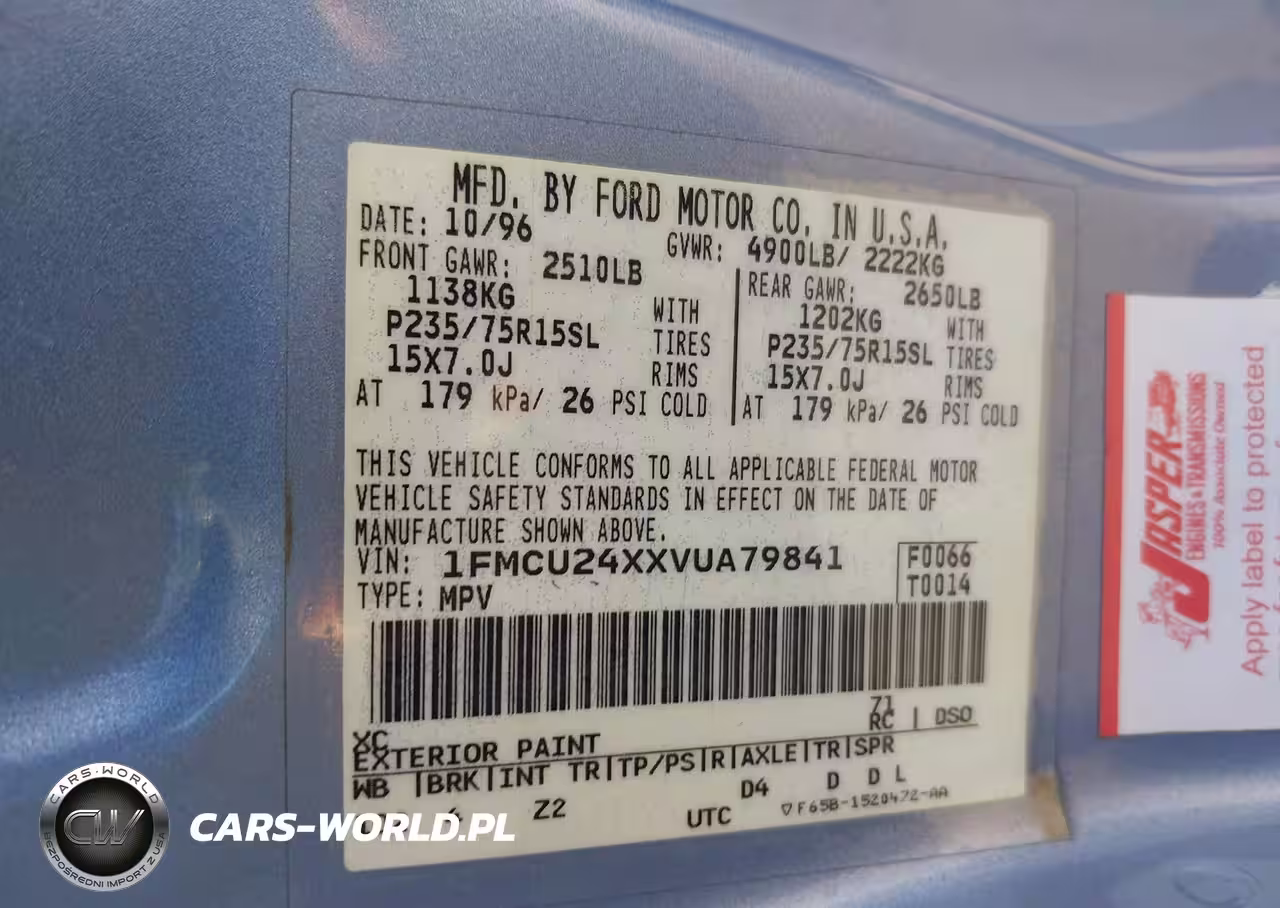 MFD. BY FORD MOTOR CO. IN U.S.A.
DATE: 10/96
GVWR: 4900LB/ 2222KG
FRONT GAWR: 2510LB
1138KG WITH
P235/75R15SL TIRES
15X7.0J RIMS
AT 179 kPa/ 26 PSI COLD
REAR GAWR: 2650LB
1202KG WITH
P235/75R15SL TIRES
15X7.0J RIMS
AT 179 kPa/ 26 PSI COLD
THIS VEHICLE CONFORMS TO ALL APPLICABLE FEDERAL MOTOR
VEHICLE SAFETY STANDARDS IN EFFECT ON THE DATE OF
MANUFACTURE SHOWN ABOVE.
VIN: 1FMCU24XXVUA79841
F0066
TYPE: MPV
T0014
XC
71
EXTERIOR PAINT
RC | DSO
WB |BRK|INT TR|TP/PS|R|AXLE|TR|SPR
6 Z2 UTC D4 D D L
▽F65B-1520472-AA
JASPER
ENGINES & TRANSMISSIONS
100% Associate Owned
Apply label to protected
CARS-WORLD
CW
BEZPOŚREDNI IMPORT Z USA
CARS-WORLD.PL